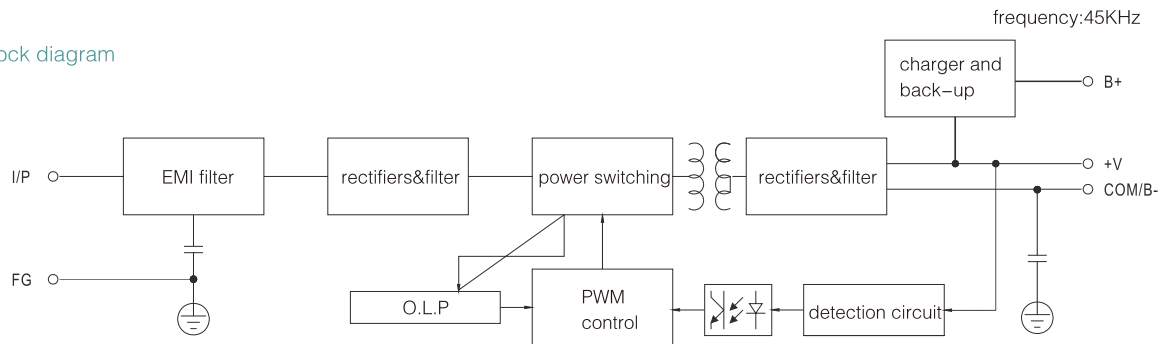 frequency:45KHz
ock diagram
charger and
back-up
B+
I/P
EMI filter
rectifiers&filter
power switching
rectifiers&filter
+V
COM/B-
FG
O.L.P
PWM
control
detection circuit